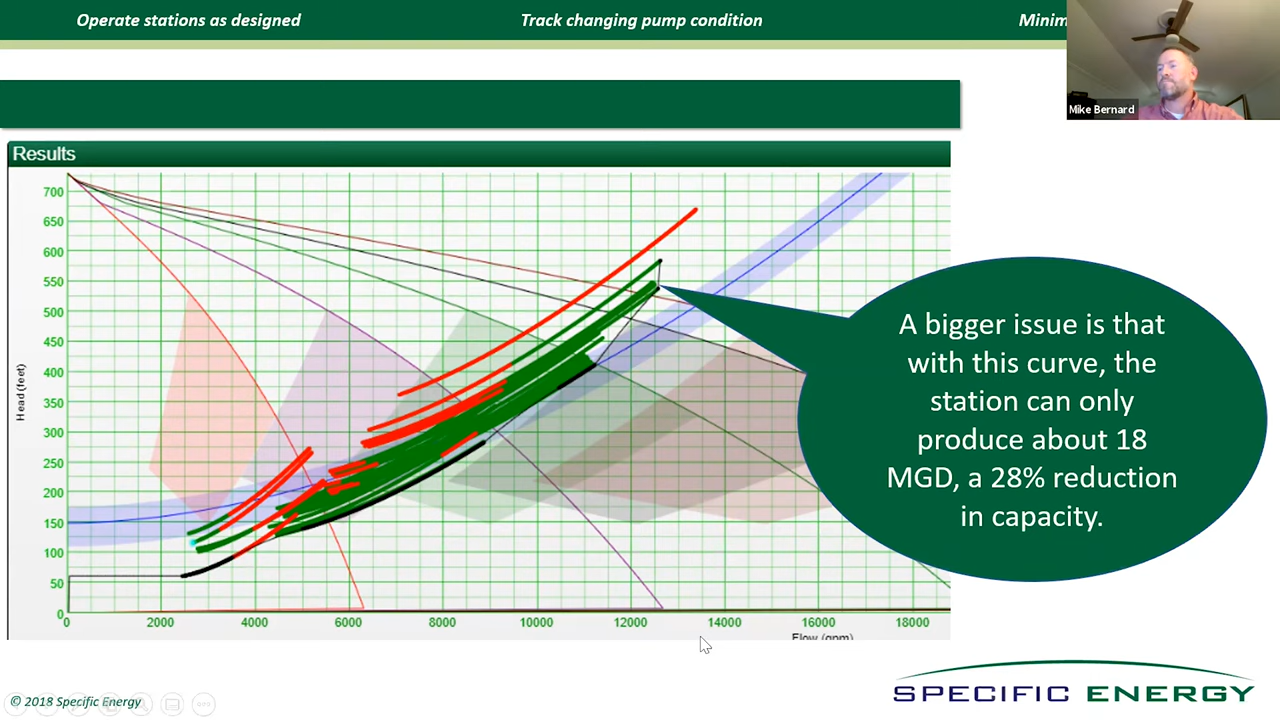 Operate stations as designed
Track changing pump condition
Minim
Mike Bernard
Results
700
650
600
550
500
450
400
350
300
250
200
150
100
50
0
Head(feet)
0 2000 4000 6000 8000 10000 12000 14000 16000 18000
Flow (gpm)
A bigger issue is that
with this curve, the
station can only
produce about 18
MGD, a 28% reduction
in capacity.
© 2018 Specific Energy
SPECIFIC ENERGY